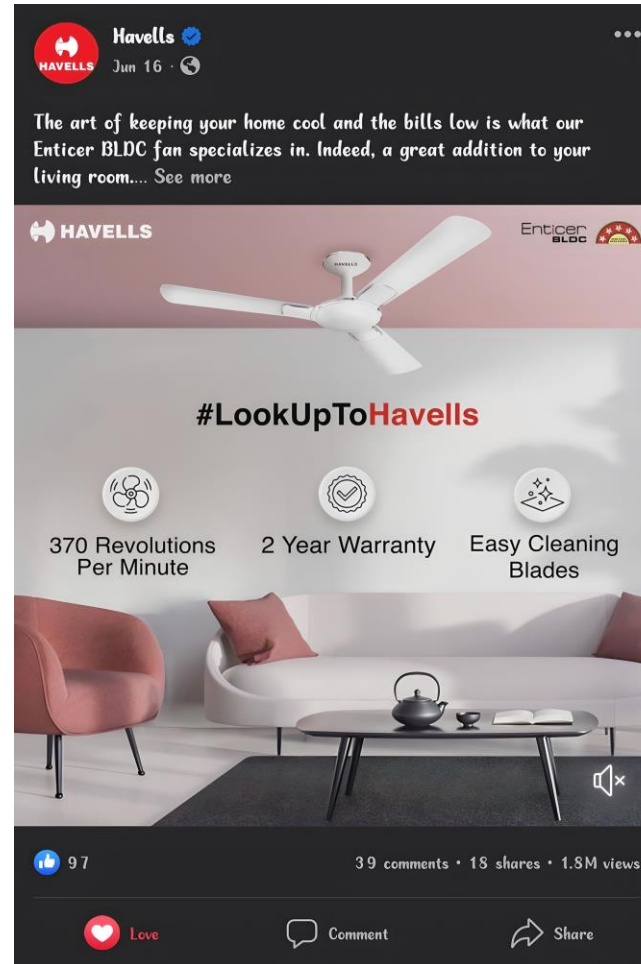 Havells
HAVELLS
Jun 16 ·
The art of keeping your home cool and the bills low is what our
Enticer BLDC fan specializes in. Indeed, a great addition to your
living room.... See more
HAVELLS
Enticer
BLDC
HAVELLS
#LookUpToHavells
370 Revolutions
Per Minute
2 Year Warranty
Easy Cleaning
Blades
97
39 comments • 18 shares • 1.8M views
Love
Comment
Share